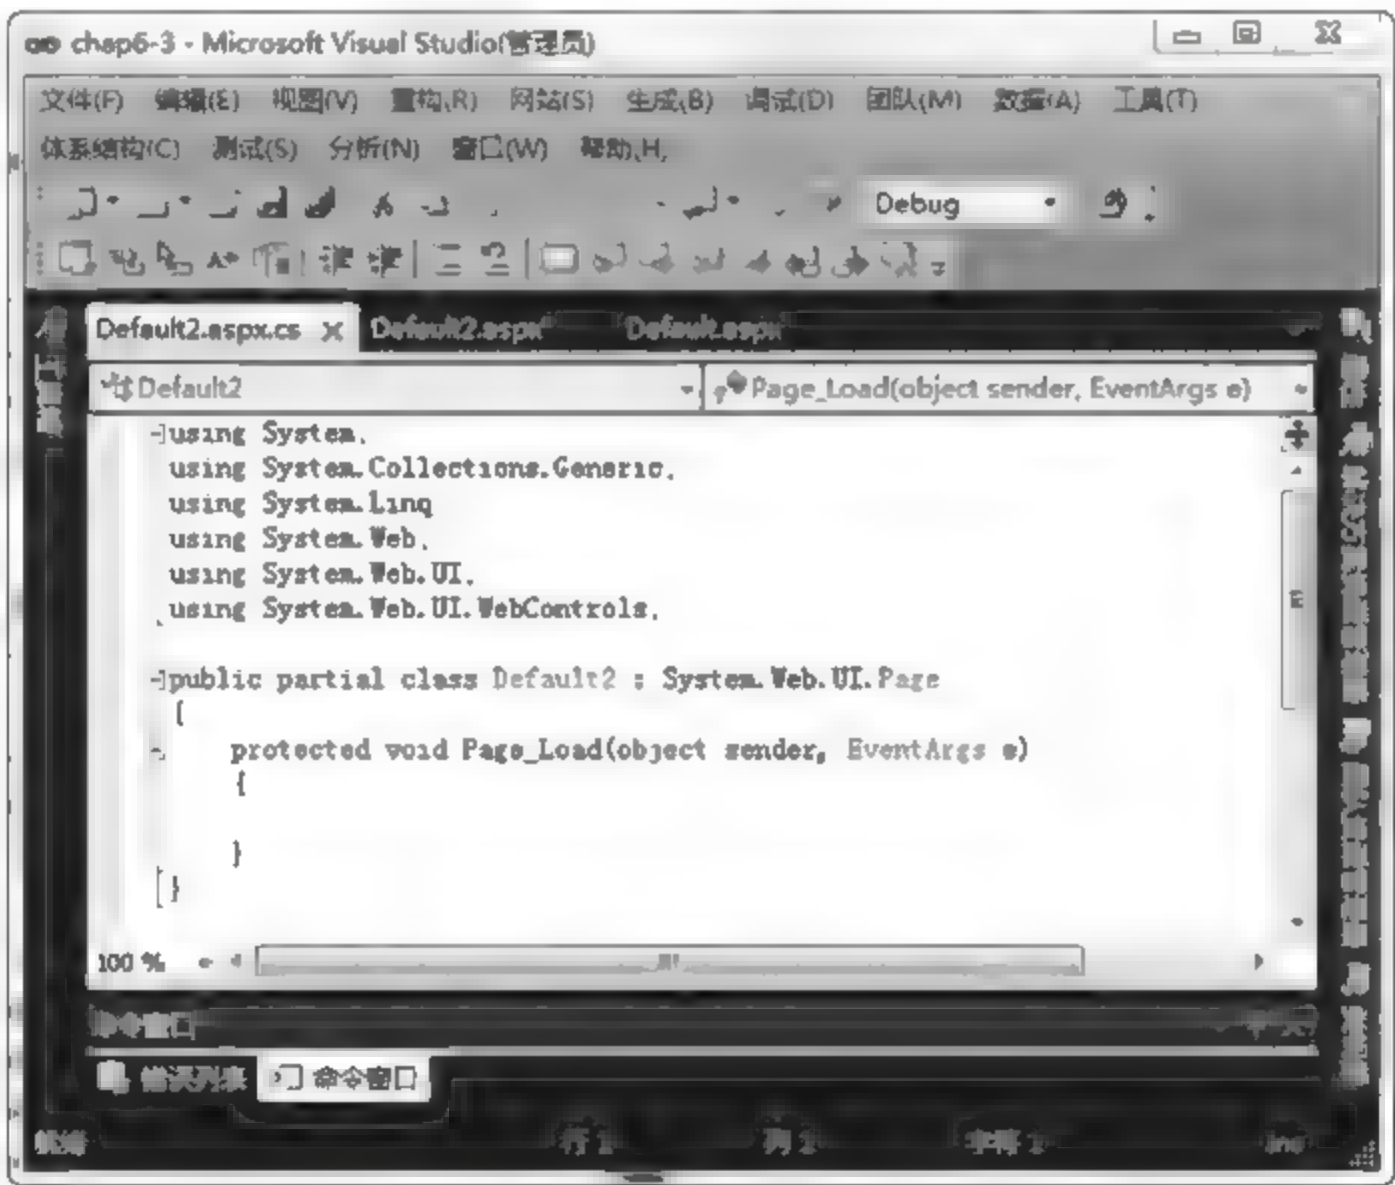 chap6-3 - Microsoft Visual Studio(管理员)
文件(F) 编辑(E) 视图(V) 重构(R) 网站(S) 生成(B) 调试(D) 团队(M) 数据(A) 工具(T)
体系结构(C) 测试(S) 分析(N) 窗口(W) 帮助(H)
Debug
Default2.aspx.cs Default2.aspx Default.aspx
Default2 Page_Load(object sender, EventArgs e)
using System;
using System.Collections.Generic;
using System.Linq
using System.Web;
using System.Web.UI;
using System.Web.UI.WebControls;
public partial class Default2 : System.Web.UI.Page
{
protected void Page_Load(object sender, EventArgs e)
{
}
}
100 %
命令窗口
错误列表 命令窗口